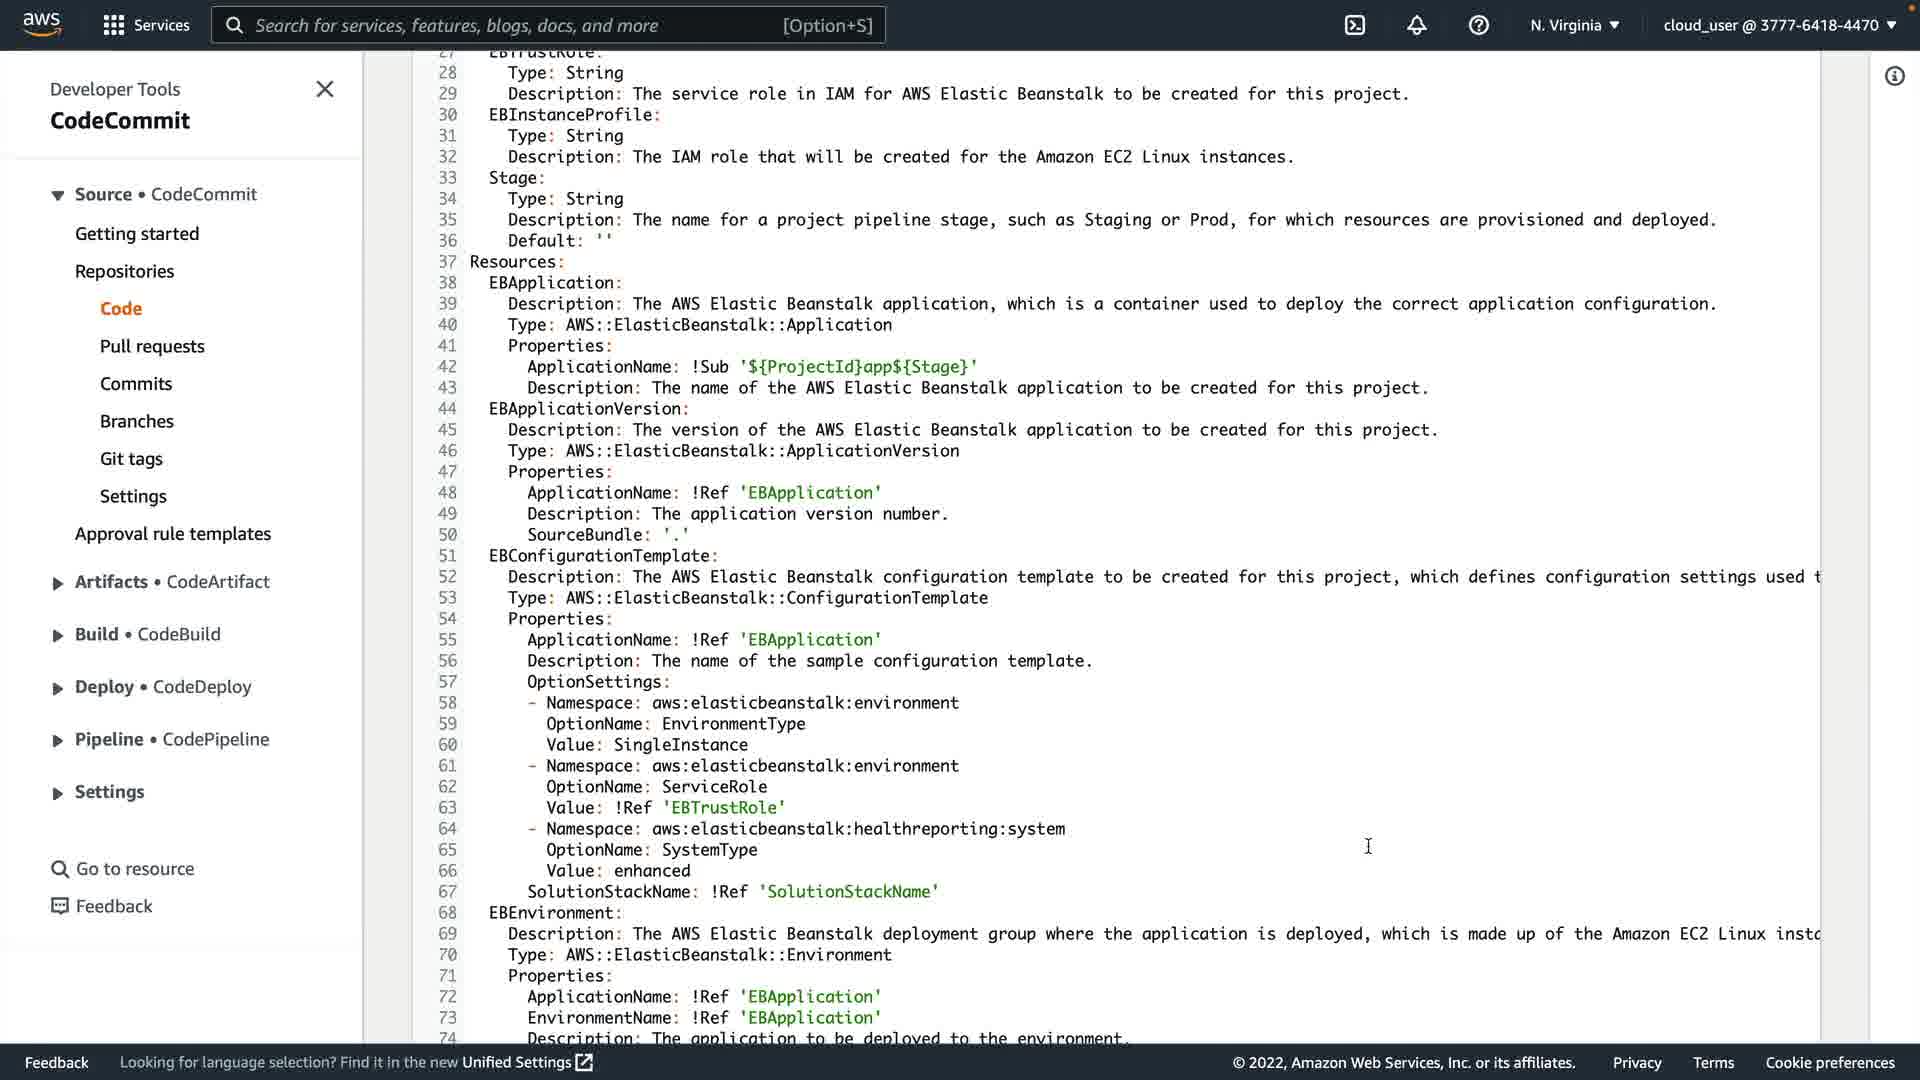 aws
Services
Search for services, features, blogs, docs, and more
[Option+S]
N. Virginia
cloud_user @ 3777-6418-4470
Developer Tools
CodeCommit
Source • CodeCommit
Getting started
Repositories
Code
Pull requests
Commits
Branches
Git tags
Settings
Approval rule templates
Artifacts • CodeArtifact
Build • CodeBuild
Deploy • CodeDeploy
Pipeline • CodePipeline
Settings
Go to resource
Feedback
27 EBTrustRole:
28 Type: String
29 Description: The service role in IAM for AWS Elastic Beanstalk to be created for this project.
30 EBInstanceProfile:
31 Type: String
32 Description: The IAM role that will be created for the Amazon EC2 Linux instances.
33 Stage:
34 Type: String
35 Description: The name for a project pipeline stage, such as Staging or Prod, for which resources are provisioned and deployed.
36 Default: ''
37 Resources:
38 EBApplication:
39 Description: The AWS Elastic Beanstalk application, which is a container used to deploy the correct application configuration.
40 Type: AWS::ElasticBeanstalk::Application
41 Properties:
42 ApplicationName: !Sub '${ProjectId}app${Stage}'
43 Description: The name of the AWS Elastic Beanstalk application to be created for this project.
44 EBApplicationVersion:
45 Description: The version of the AWS Elastic Beanstalk application to be created for this project.
46 Type: AWS::ElasticBeanstalk::ApplicationVersion
47 Properties:
48 ApplicationName: !Ref 'EBApplication'
49 Description: The application version number.
50 SourceBundle: '.'
51 EBConfigurationTemplate:
52 Description: The AWS Elastic Beanstalk configuration template to be created for this project, which defines configuration settings used t
53 Type: AWS::ElasticBeanstalk::ConfigurationTemplate
54 Properties:
55 ApplicationName: !Ref 'EBApplication'
56 Description: The name of the sample configuration template.
57 OptionSettings:
58 - Namespace: aws:elasticbeanstalk:environment
59 OptionName: EnvironmentType
60 Value: SingleInstance
61 - Namespace: aws:elasticbeanstalk:environment
62 OptionName: ServiceRole
63 Value: !Ref 'EBTrustRole'
64 - Namespace: aws:elasticbeanstalk:healthreporting:system
65 OptionName: SystemType
66 Value: enhanced
67 SolutionStackName: !Ref 'SolutionStackName'
68 EBEnvironment:
69 Description: The AWS Elastic Beanstalk deployment group where the application is deployed, which is made up of the Amazon EC2 Linux insta
70 Type: AWS::ElasticBeanstalk::Environment
71 Properties:
72 ApplicationName: !Ref 'EBApplication'
73 EnvironmentName: !Ref 'EBApplication'
74 Description: The application to be deployed to the environment.
Feedback
Looking for language selection? Find it in the new Unified Settings
© 2022, Amazon Web Services, Inc. or its affiliates.
Privacy
Terms
Cookie preferences